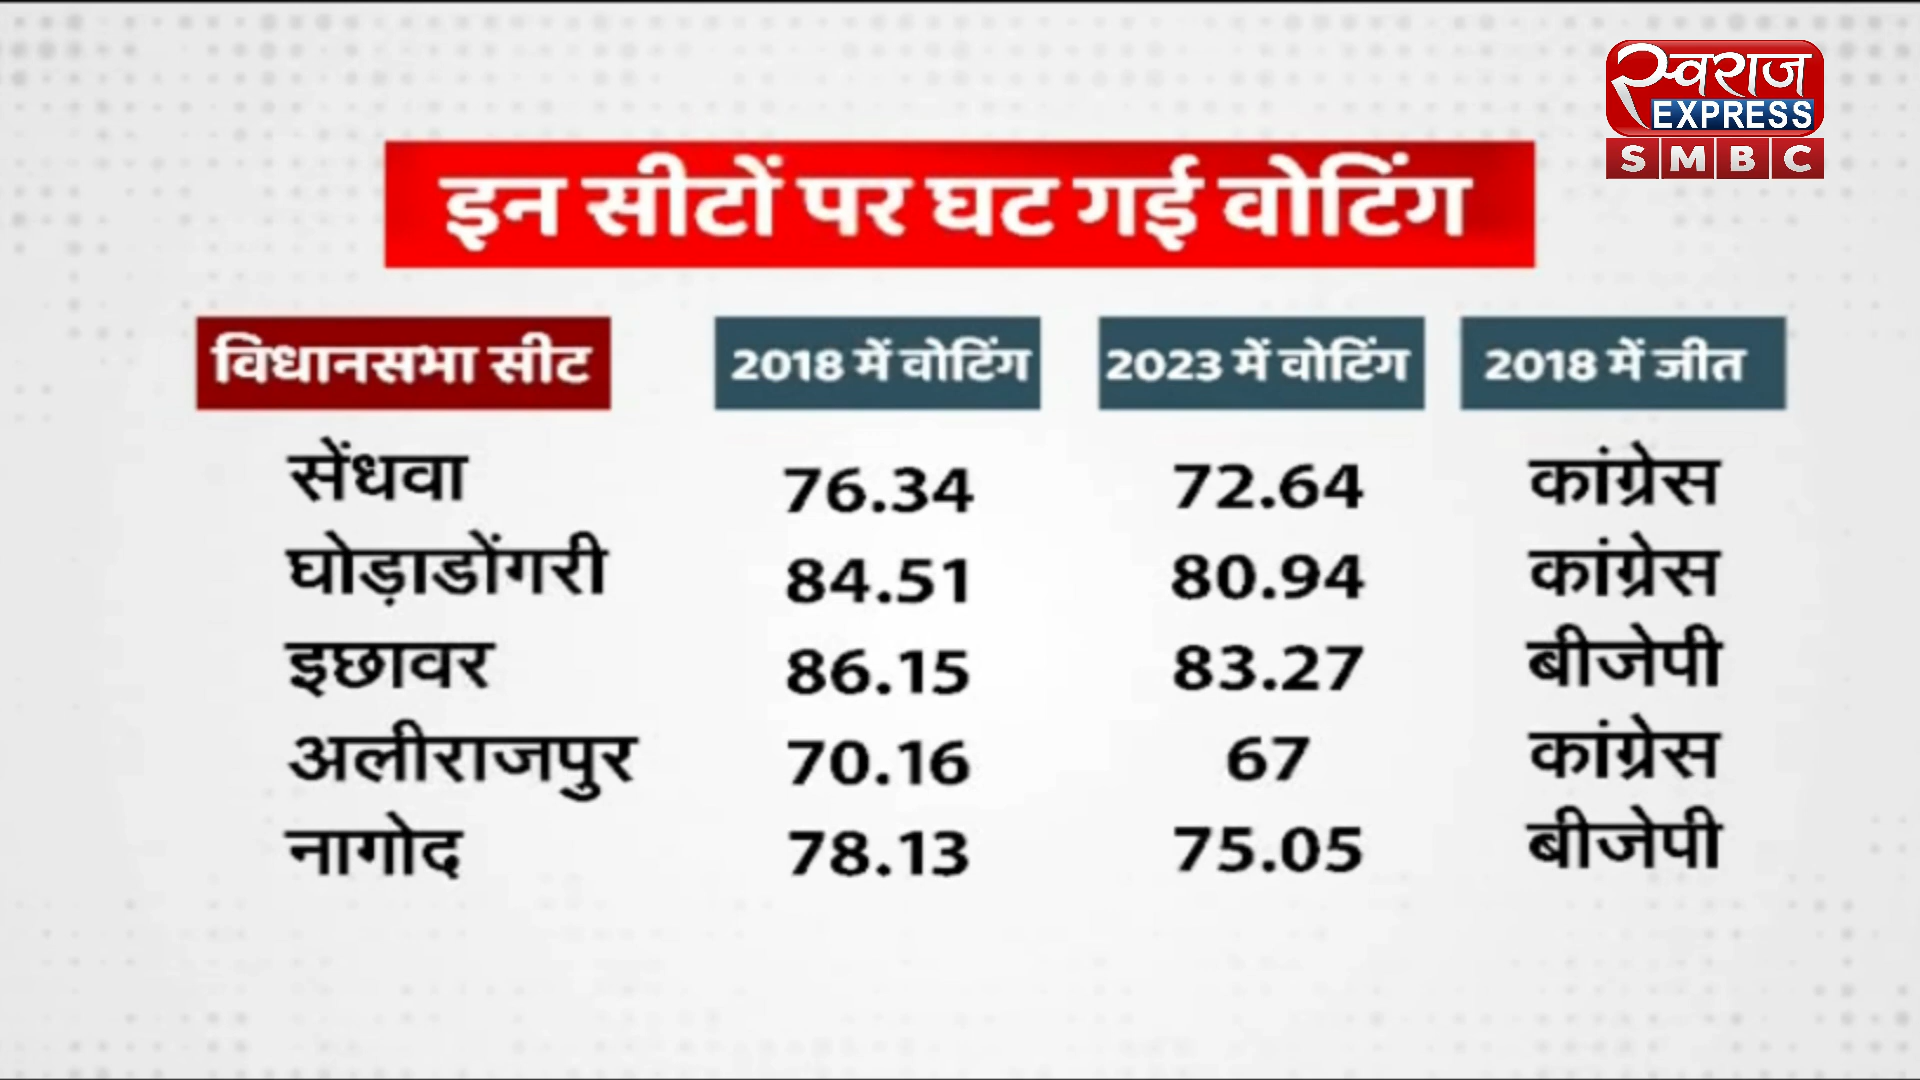 स्वराज
EXPRESS
SMBC
इन सीटों पर घट गई वोटिंग
विधानसभा सीट 2018 में वोटिंग 2023 में वोटिंग 2018 में जीत
सेंधवा 76.34 72.64 कांग्रेस
घोड़ाडोंगरी 84.51 80.94 कांग्रेस
इछावर 86.15 83.27 बीजेपी
अलीराजपुर 70.16 67 कांग्रेस
नागोद 78.13 75.05 बीजेपी